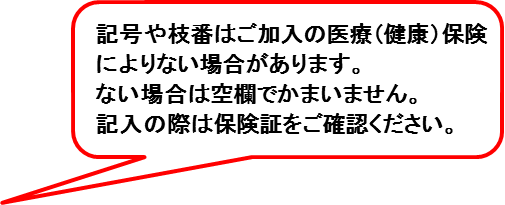 記号や枝番はご加入の医療（健康）保険
によりない場合があります。
ない場合は空欄でかまいません。
記入の際は保険証をご確認ください。